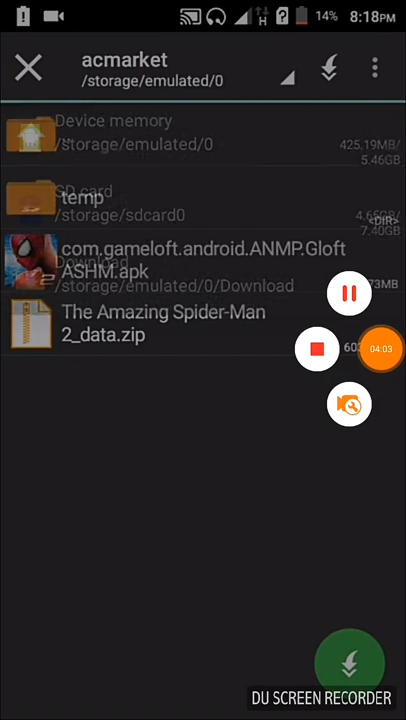 14% 8:18PM
acmarket
/storage/emulated/0
Device memory
/storage/emulated/0
425.19MB/
5.46GB
SD card
temp
/storage/sdcard0
<DIR>
7.40GB
com.gameloft.android.ANMP.Gloft
ASHM.apk
Download
/storage/emulated/0/Download
73MB
The Amazing Spider-Man
2_data.zip
04:03
DU SCREEN RECORDER